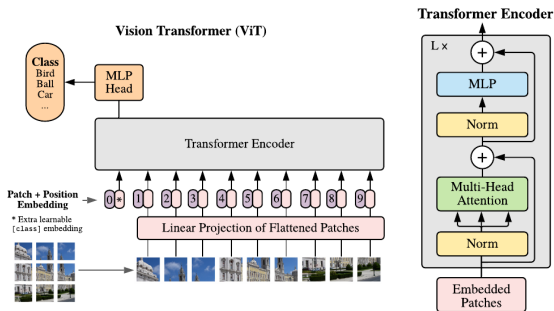 Vision Transformer (ViT)
Class
Bird
Ball
Car
...
MLP
Head
Transformer Encoder
Patch + Position
Embedding
0 * 1 2 3 4 5 6 7 8 9
* Extra learnable
[class] embedding
Linear Projection of Flattened Patches
Transformer Encoder
L x
+
MLP
Norm
+
Multi-Head
Attention
Norm
Embedded
Patches